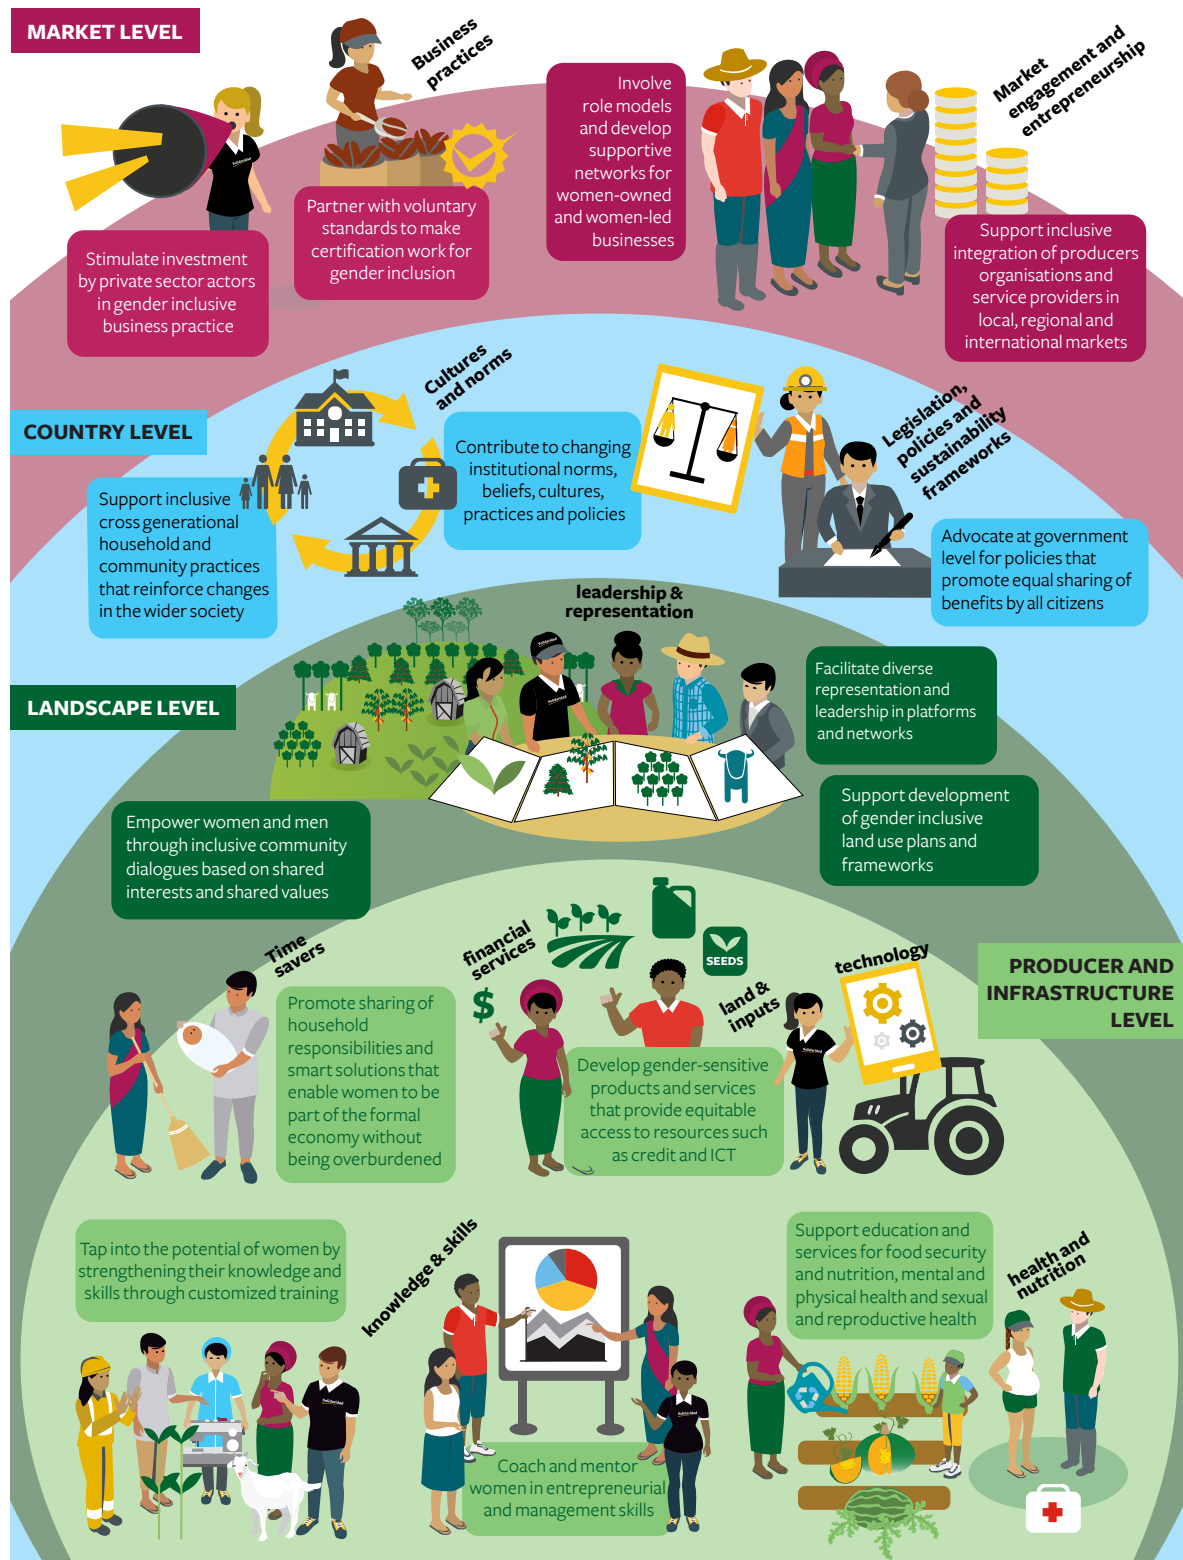 MARKET LEVEL
Business
practices
Market
engagement and
entrepreneurship
Involve
role models
and develop
supportive
networks for
women-owned
and women-led
businesses
Partner with voluntary
standards to make
certification work for
gender inclusion
Stimulate investment
by private sector actors
in gender inclusive
business practice
Support inclusive
integration of producers
organisations and
service providers in
local, regional and
international markets
COUNTRY LEVEL
Cultures
and norms
Legislation,
policies and
sustainability
frameworks
Contribute to changing
institutional norms,
beliefs, cultures,
practices and policies
Support inclusive
cross generational
household and
community practices
that reinforce changes
in the wider society
Advocate at government
level for policies that
promote equal sharing of
benefits by all citizens
LANDSCAPE LEVEL
leadership &
representation
Solidaridad
Facilitate diverse
representation and
leadership in platforms
and networks
Support development
of gender inclusive
land use plans and
frameworks
Empower women and men
through inclusive community
dialogues based on shared
interests and shared values
PRODUCER AND
INFRASTRUCTURE
LEVEL
Time
savers
financial
services
SEEDS
land &
inputs
technology
$
Promote sharing of
household
responsibilities and
smart solutions that
enable women to be
part of the formal
economy without
being overburdened
Develop gender-sensitive
products and services
that provide equitable
access to resources such
as credit and ICT
Solidaridad
Tap into the potential of women by
strengthening their knowledge and
skills through customized training
knowledge & skills
Support education and
services for food security
and nutrition, mental and
physical health and sexual
and reproductive health
health and
nutrition
Solidaridad
Solidaridad
Coach and mentor
women in entrepreneurial
and management skills